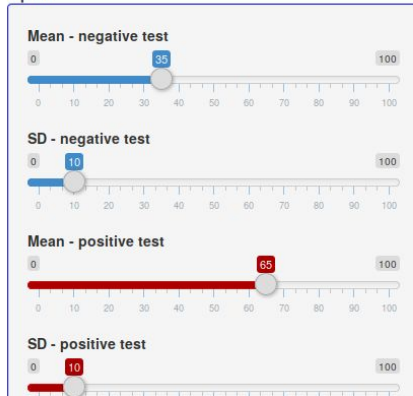 Mean - negative test
0 35 100
0 10 20 30 40 50 60 70 80 90 100
SD - negative test
0 10 100
0 10 20 30 40 50 60 70 80 90 100
Mean - positive test
0 65 100
0 10 20 30 40 50 60 70 80 90 100
SD - positive test
0 10 100